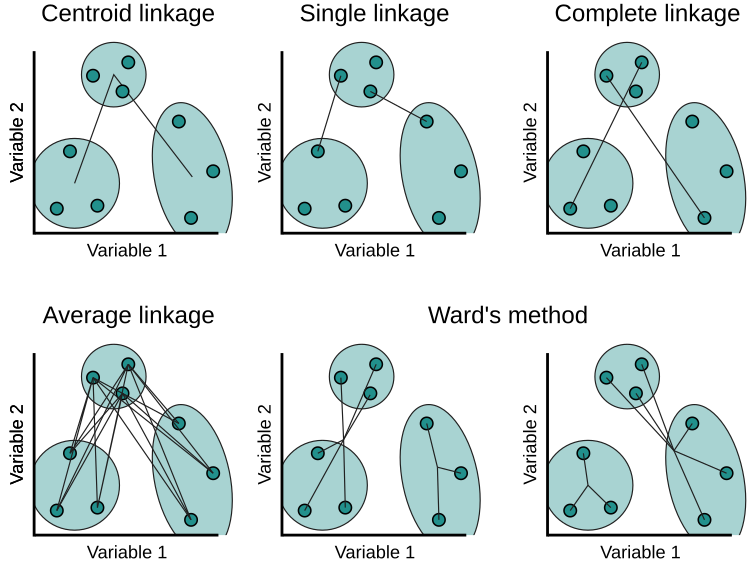 Centroid linkage
Single linkage
Complete linkage
Variable 2
Variable 2
Variable 2
Variable 1
Variable 1
Variable 1
Average linkage
Ward's method
Variable 2
Variable 2
Variable 2
Variable 1
Variable 1
Variable 1